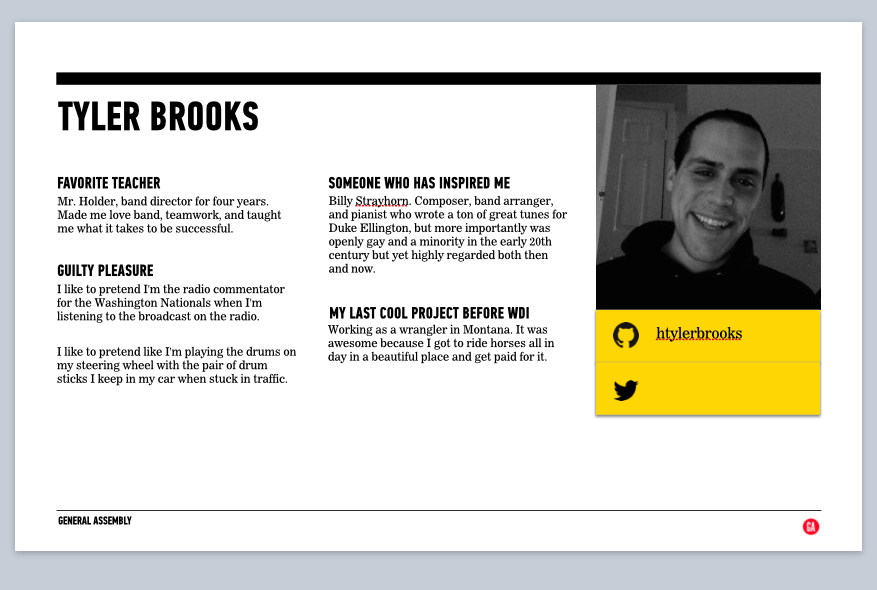 TYLER BROOKS
FAVORITE TEACHER
Mr. Holder, band director for four years.
Made me love band, teamwork, and taught
me what it takes to be successful.
GUILTY PLEASURE
I like to pretend I'm the radio commentator
for the Washington Nationals when I'm
listening to the broadcast on the radio.
I like to pretend like I'm playing the drums on
my steering wheel with the pair of drum
sticks I keep in my car when stuck in traffic.
SOMEONE WHO HAS INSPIRED ME
Billy Strayhorn. Composer, band arranger,
and pianist who wrote a ton of great tunes for
Duke Ellington, but more importantly was
openly gay and a minority in the early 20th
century but yet highly regarded both then
and now.
MY LAST COOL PROJECT BEFORE WDI
Working as a wrangler in Montana. It was
awesome because I got to ride horses all in
day in a beautiful place and get paid for it.
htylerbrooks
GENERAL ASSEMBLY
GA